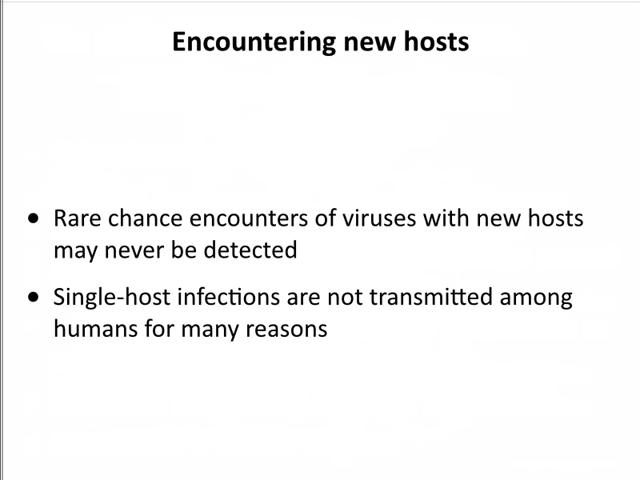 Encountering new hosts
● Rare chance encounters of viruses with new hosts
may never be detected
● Single-host infections are not transmitted among
humans for many reasons